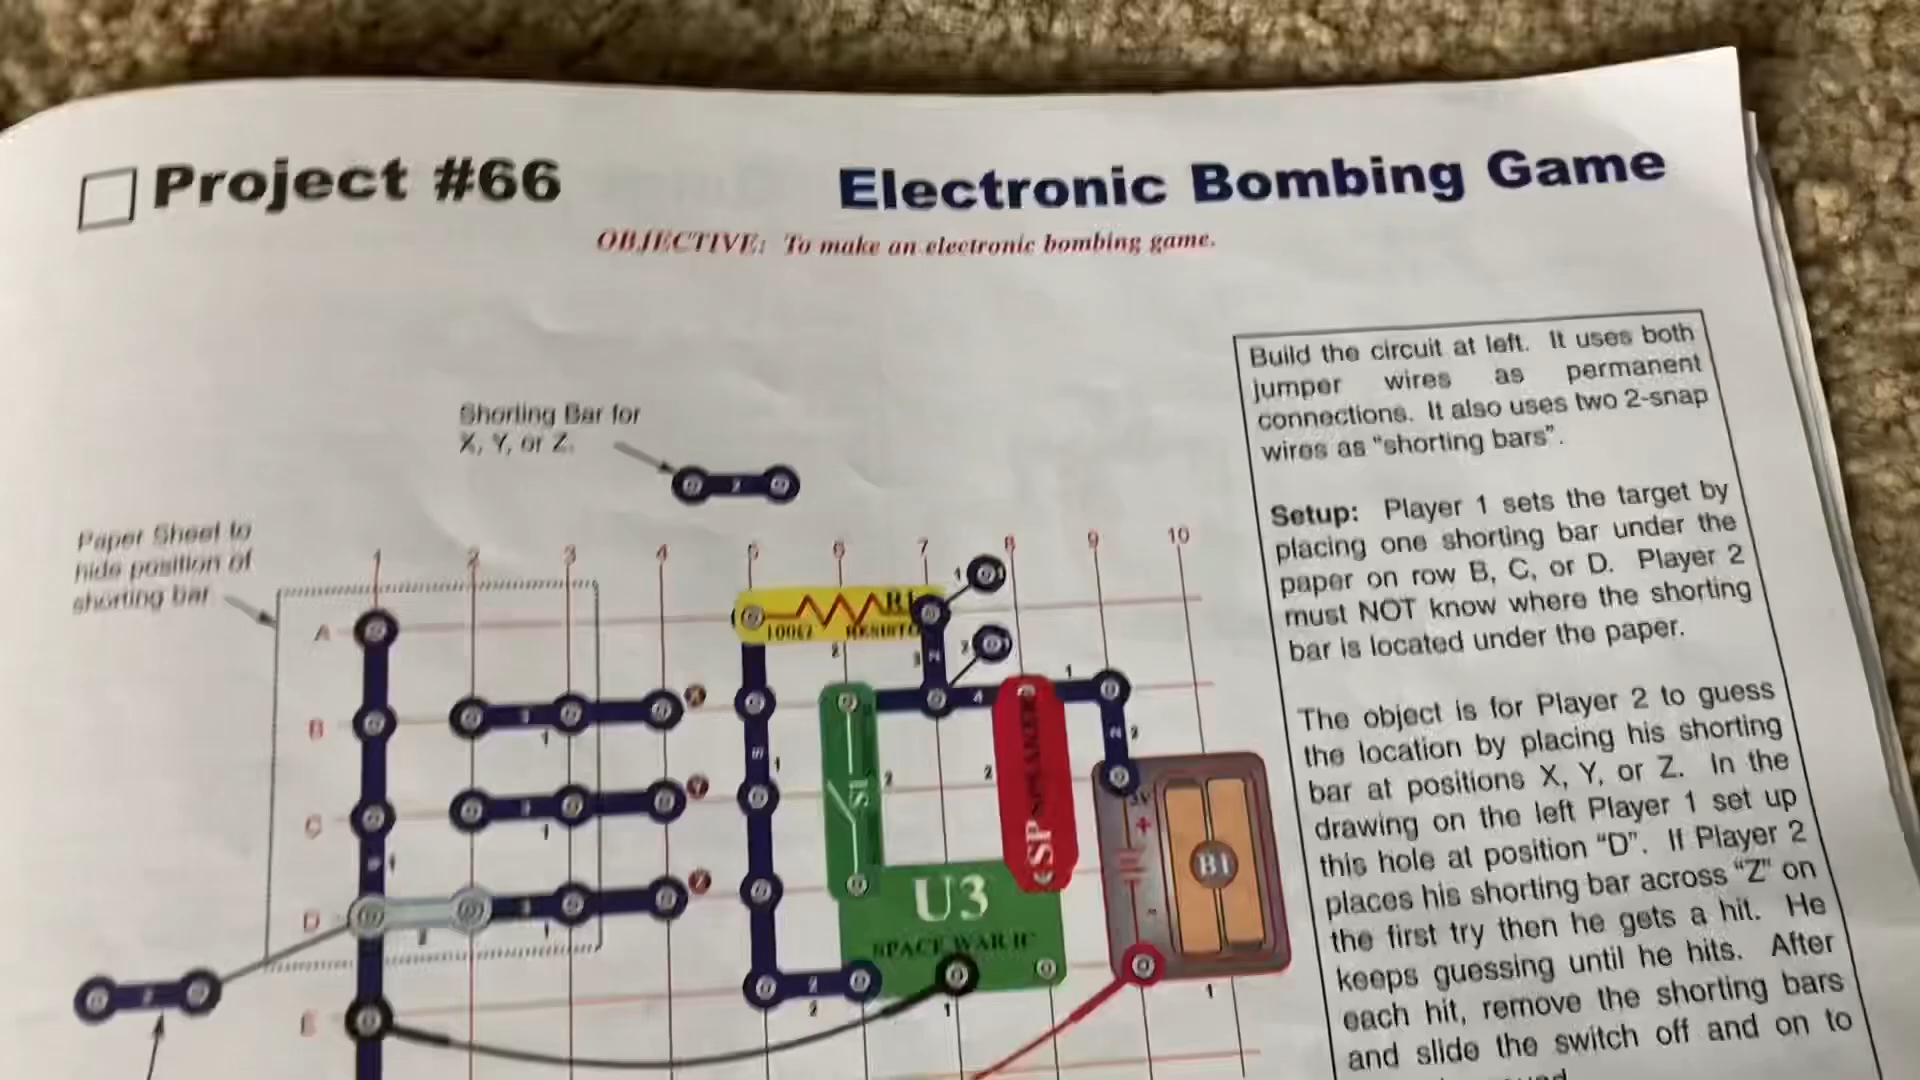 Project #66
Electronic Bombing Game
OBJECTIVE: To make an electronic bombing game.
Shorting Bar for
X, Y, or Z.
Paper Sheet to
hide position of
shorting bar
1 2 3 4 5 6 7 8 9 10
A
B
C
D
E
R1
100Ω RESISTO
S1
SP SPEAKER
U3
SPACE WAR IC
3V
+
-
B1
Build the circuit at left. It uses both
jumper wires as permanent
connections. It also uses two 2-snap
wires as “shorting bars”.
Setup: Player 1 sets the target by
placing one shorting bar under the
paper on row B, C, or D. Player 2
must NOT know where the shorting
bar is located under the paper.
The object is for Player 2 to guess
the location by placing his shorting
bar at positions X, Y, or Z. In the
drawing on the left Player 1 set up
this hole at position “D”. If Player 2
places his shorting bar across “Z” on
the first try then he gets a hit. He
keeps guessing until he hits. After
each hit, remove the shorting bars
and slide the switch off and on to